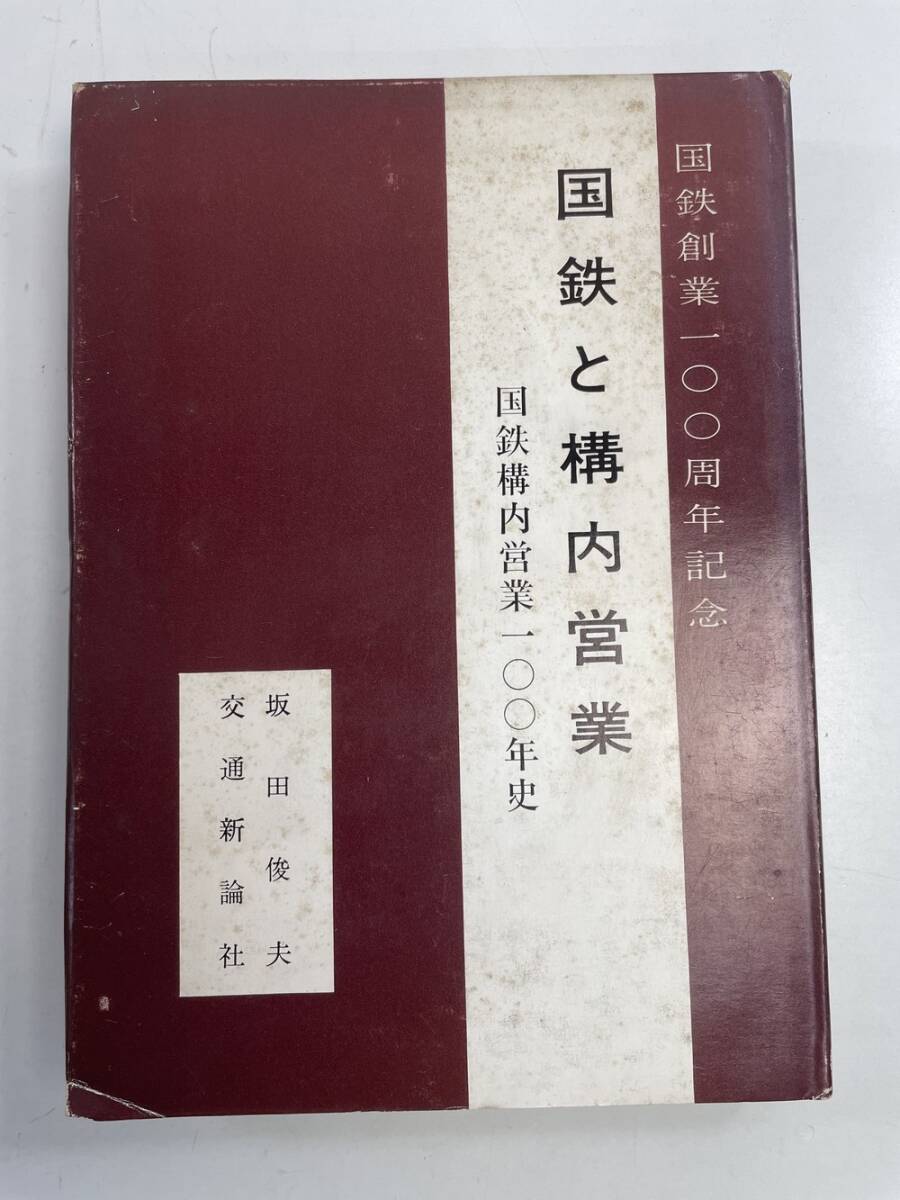 国鉄創業一〇〇周年記念
国鉄と構内営業
国鉄構内営業一〇〇年史
坂田俊夫
交通新論社